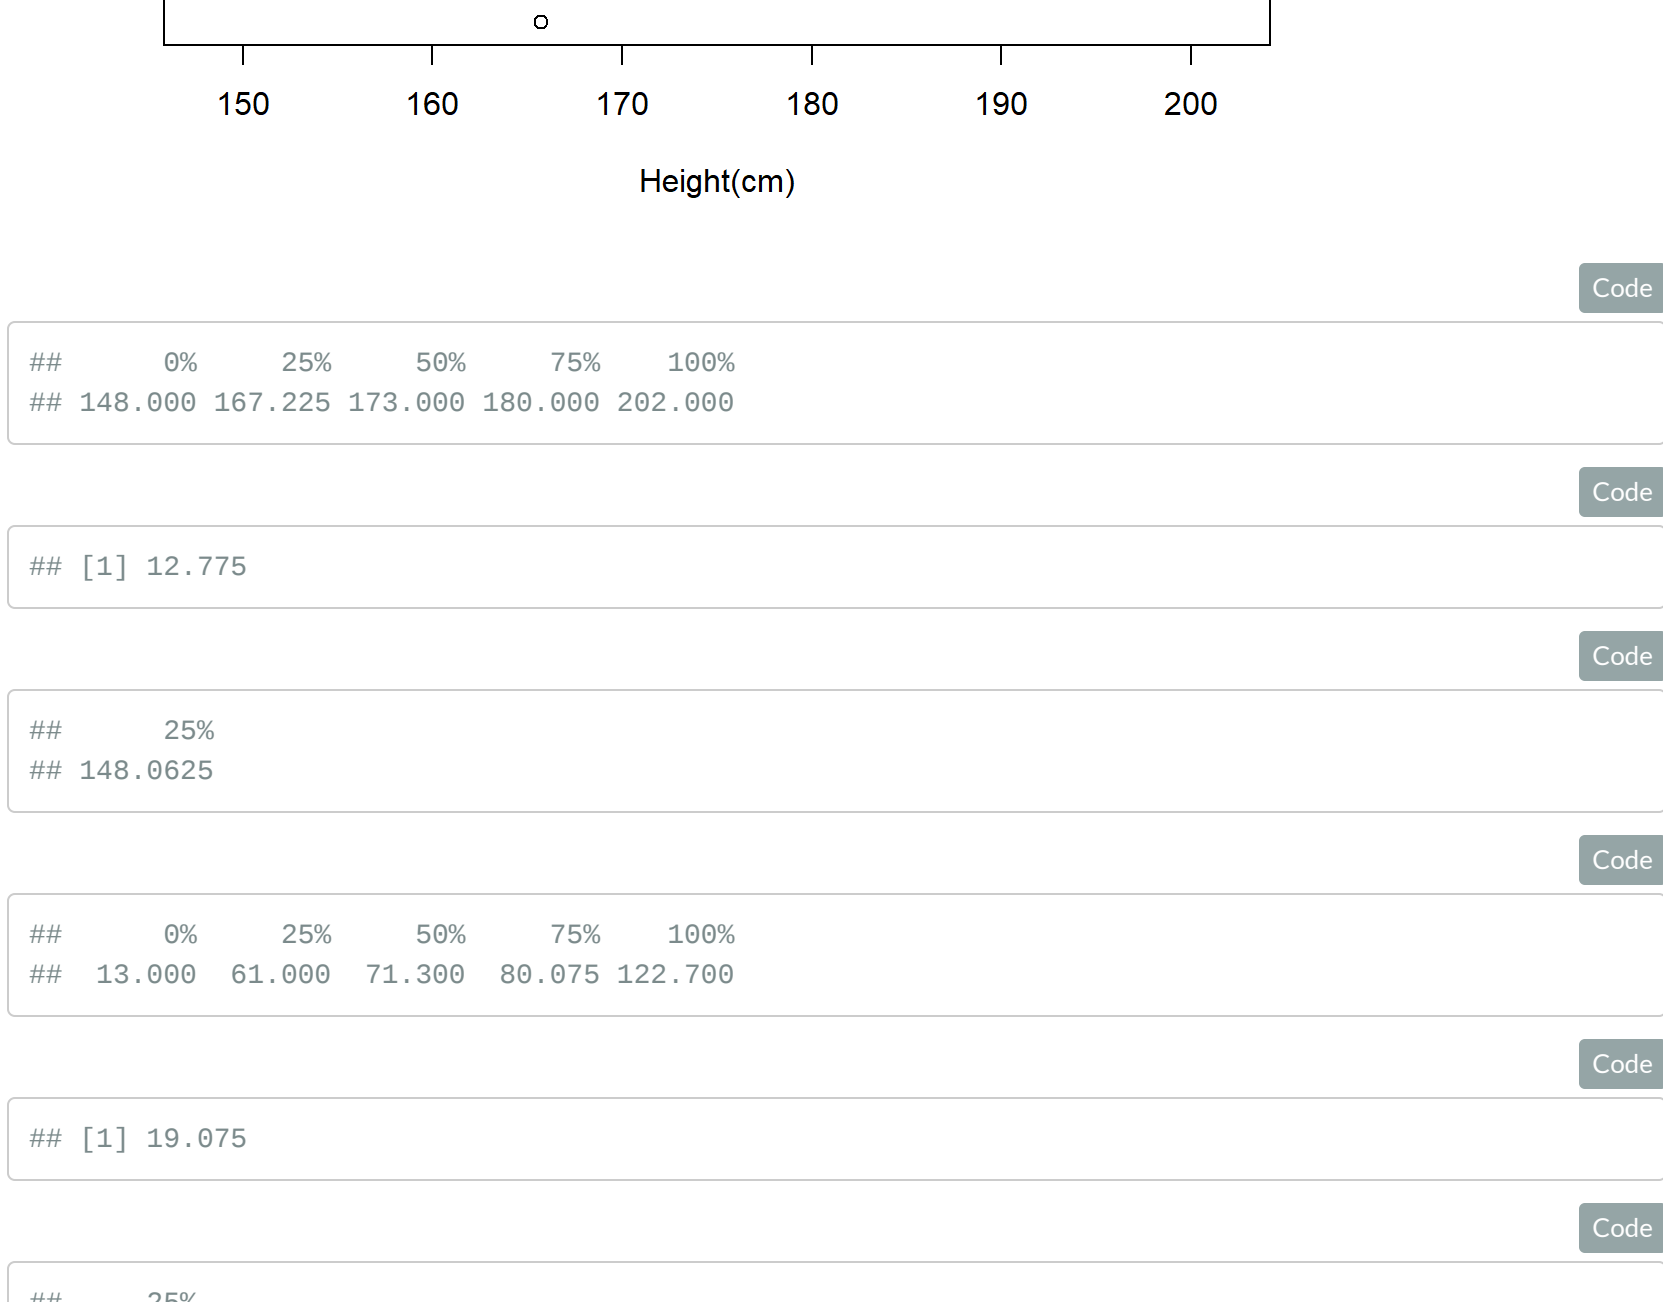 150 160 170 180 190 200
Height(cm)
Code
## 0% 25% 50% 75% 100%
## 148.000 167.225 173.000 180.000 202.000
Code
## [1] 12.775
Code
## 25%
## 148.0625
Code
## 0% 25% 50% 75% 100%
## 13.000 61.000 71.300 80.075 122.700
Code
## [1] 19.075
Code
## 25%